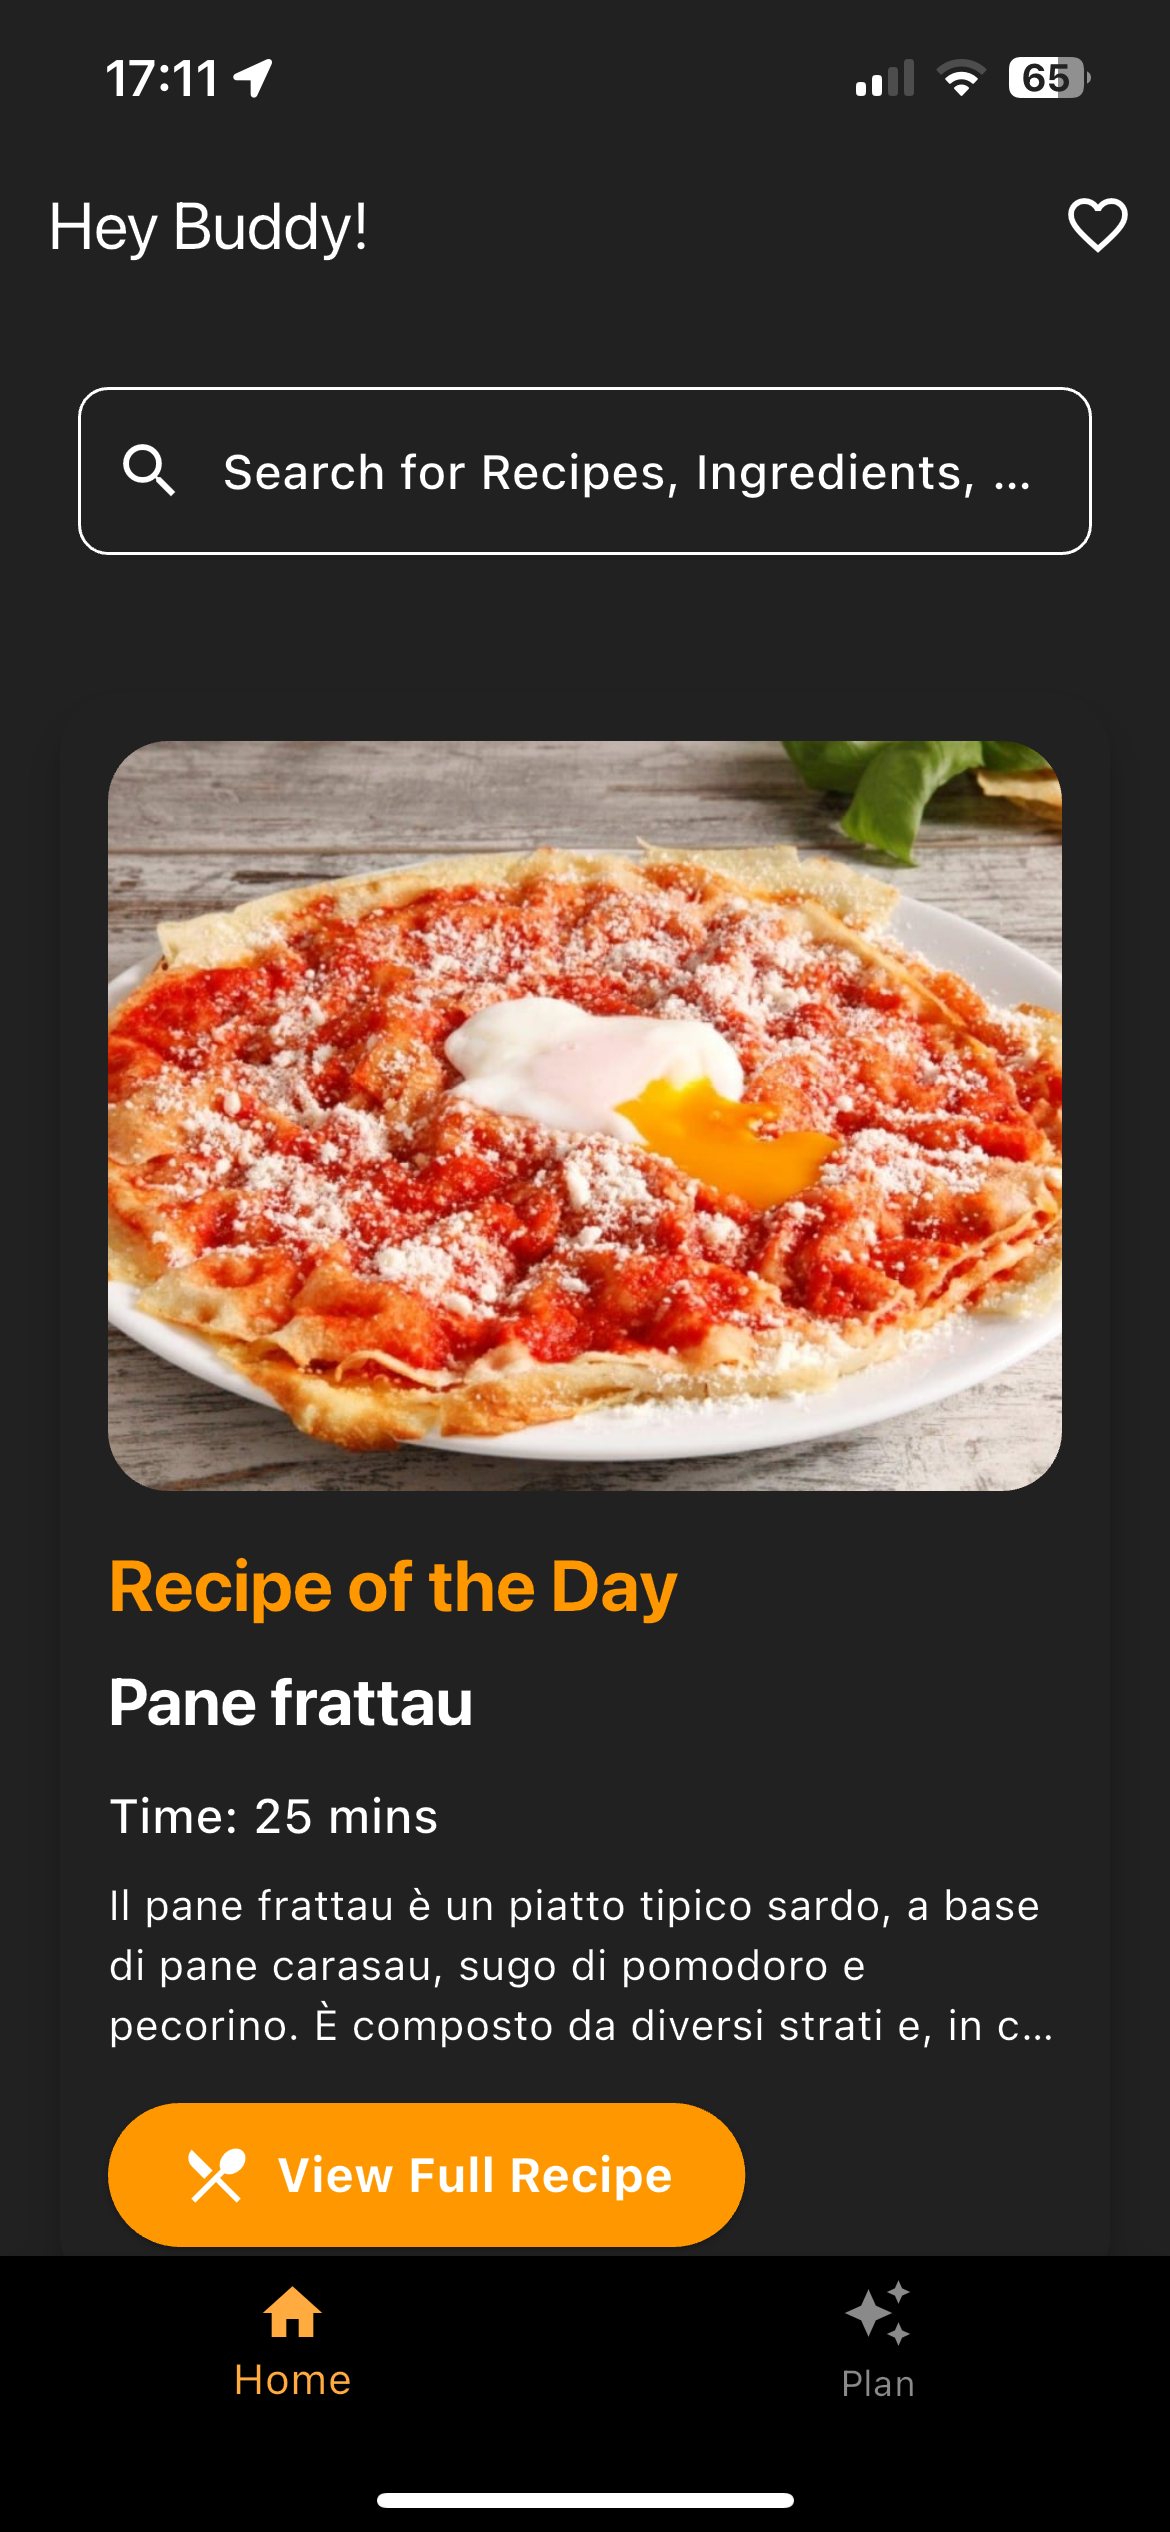 17:11
65
Hey Buddy!
Search for Recipes, Ingredients, ...
Recipe of the Day
Pane frattau
Time: 25 mins
Il pane frattau è un piatto tipico sardo, a base
di pane carasau, sugo di pomodoro e
pecorino. È composto da diversi strati e, in c...
View Full Recipe
Home
Plan